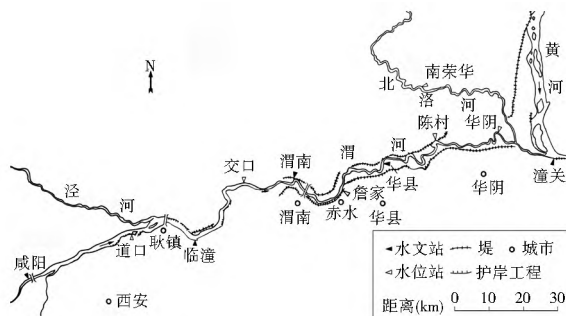 黄
河
N
北
洛
河
南荣华
陈村
华阴
渭
河
渭南
交口
泾
河
詹家
华县
潼关
华阴
渭南
赤水
华县
咸阳
道口
耿镇
临潼
西安
水文站 堤 城市
水位站 护岸工程
距离(km) 0 10 20 30